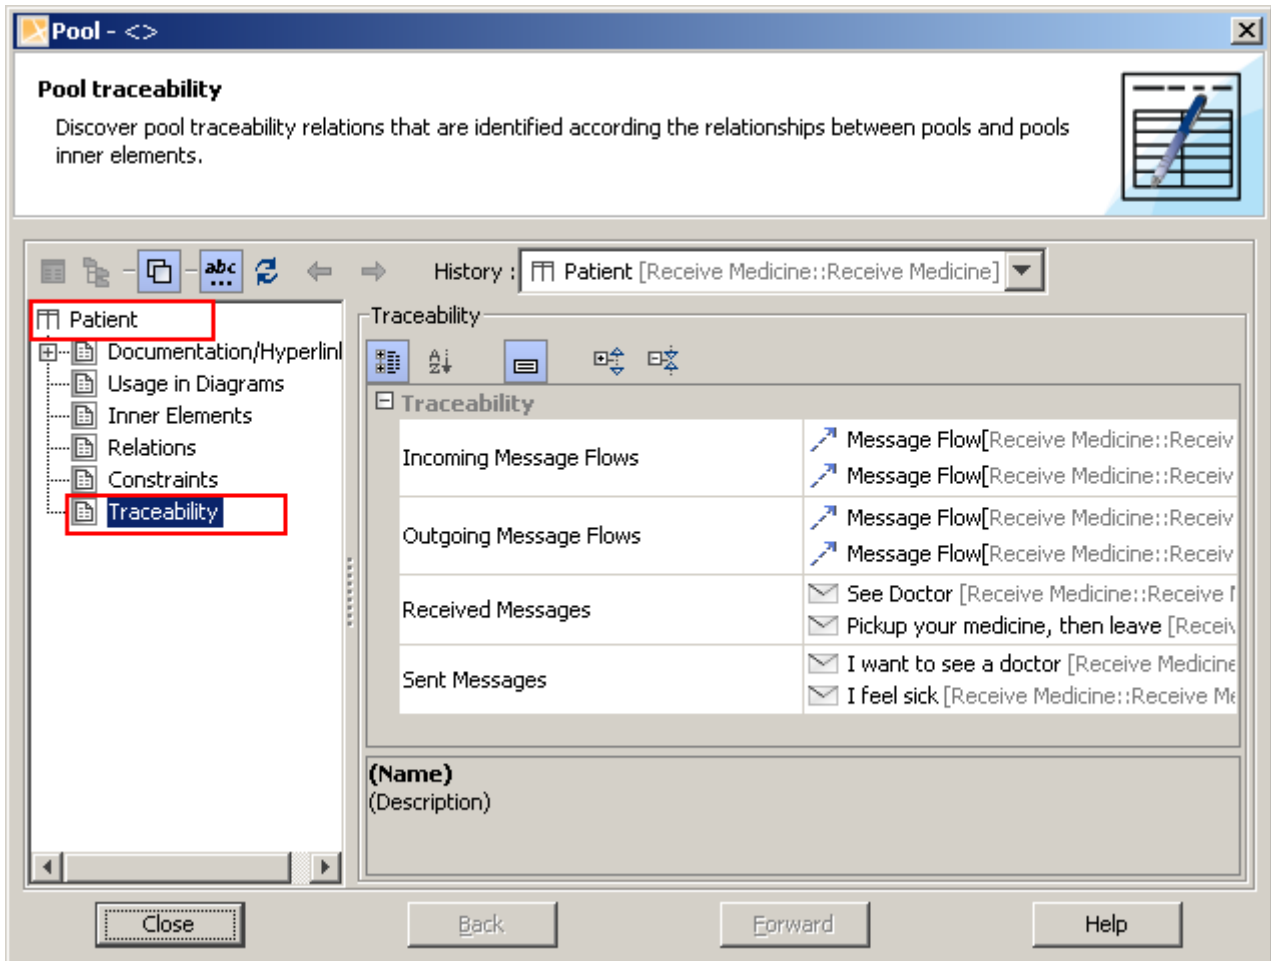 Pool - <>
Pool traceability
Discover pool traceability relations that are identified according the relationships between pools and pools
inner elements.
abc
History : Patient [Receive Medicine::Receive Medicine]
Patient
Documentation/Hyperlinl
Usage in Diagrams
Inner Elements
Relations
Constraints
Traceability
Traceability
A
Z
Traceability
Incoming Message Flows
Message Flow[Receive Medicine::Receiv
Message Flow[Receive Medicine::Receiv
Outgoing Message Flows
Message Flow[Receive Medicine::Receiv
Message Flow[Receive Medicine::Receiv
Received Messages
See Doctor [Receive Medicine::Receive M
Pickup your medicine, then leave [Receiv
Sent Messages
I want to see a doctor [Receive Medicine
I feel sick [Receive Medicine::Receive Me
(Name)
(Description)
Close
Back
Forward
Help